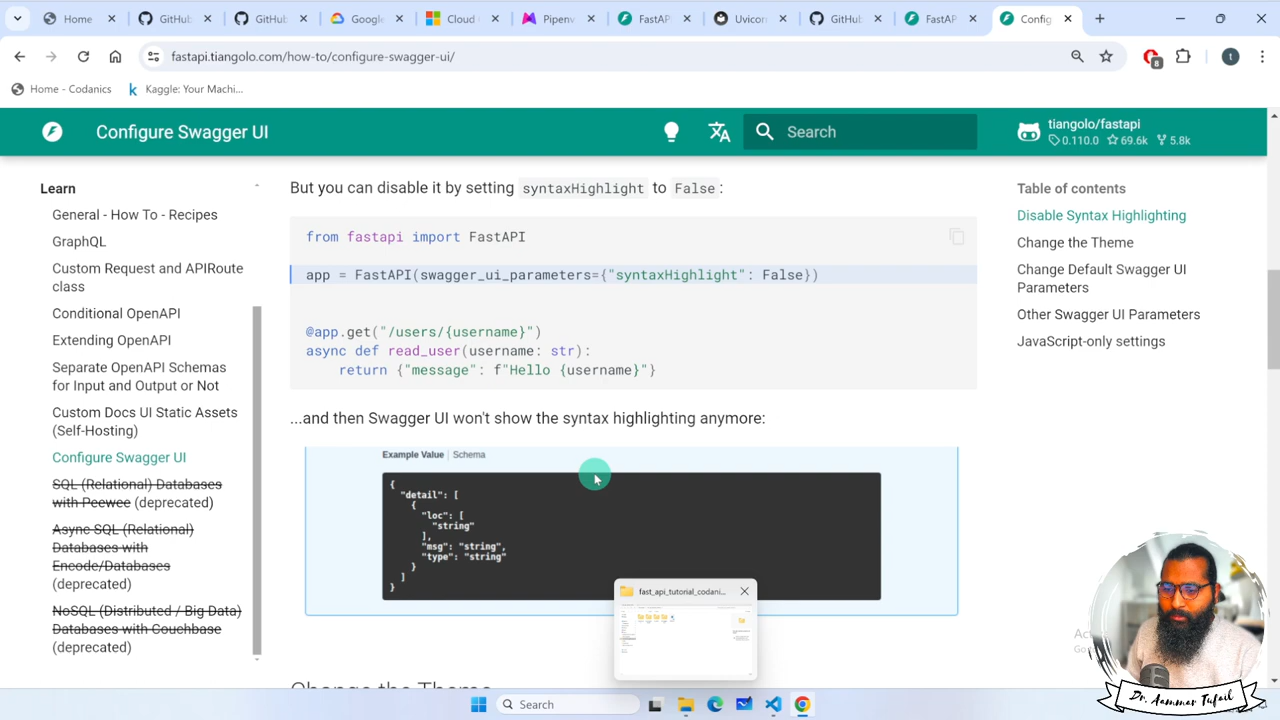 Home
GitHub
GitHub
Google
Cloud
Pipenv
FastAP
Uvicorn
GitHub
FastAP
Config
fastapi.tiangolo.com/how-to/configure-swagger-ui/
8
t
Home - Codanics
Kaggle: Your Machi...
Configure Swagger UI
Search
tiangolo/fastapi
0.110.0 69.6k 5.8k
Learn
General - How To - Recipes
GraphQL
Custom Request and APIRoute
class
Conditional OpenAPI
Extending OpenAPI
Separate OpenAPI Schemas
for Input and Output or Not
Custom Docs UI Static Assets
(Self-Hosting)
Configure Swagger UI
SQL (Relational) Databases
with Peewee (deprecated)
Async SQL (Relational)
Databases with
Encode/Databases
(deprecated)
NoSQL (Distributed / Big Data)
Databases with Couchbase
(deprecated)
But you can disable it by setting syntaxHighlight to False:
from fastapi import FastAPI
app = FastAPI(swagger_ui_parameters={"syntaxHighlight": False})
@app.get("/users/{username}")
async def read_user(username: str):
return {"message": f"Hello {username}"}
...and then Swagger UI won't show the syntax highlighting anymore:
Example Value | Schema
{
"detail": [
{
"loc": [
"string"
],
"msg": "string",
"type": "string"
}
]
}
Change the Theme
Table of contents
Disable Syntax Highlighting
Change the Theme
Change Default Swagger UI
Parameters
Other Swagger UI Parameters
JavaScript-only settings
fast_api_tutorial_codani...
Search
Dr. Aammar Tufail